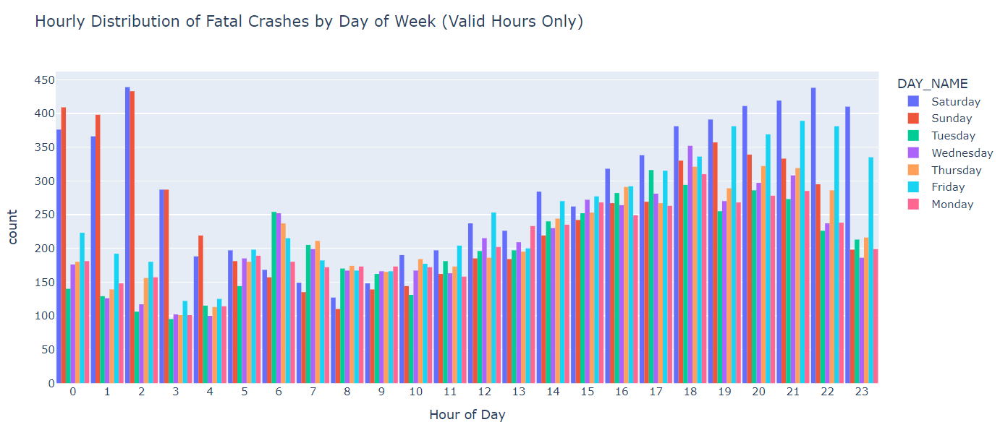 Hourly Distribution of Fatal Crashes by Day of Week (Valid Hours Only)
450
400
350
300
250
200
150
100
50
0
count
0 1 2 3 4 5 6 7 8 9 10 11 12 13 14 15 16 17 18 19 20 21 22 23
Hour of Day
DAY_NAME
Saturday
Sunday
Tuesday
Wednesday
Thursday
Friday
Monday